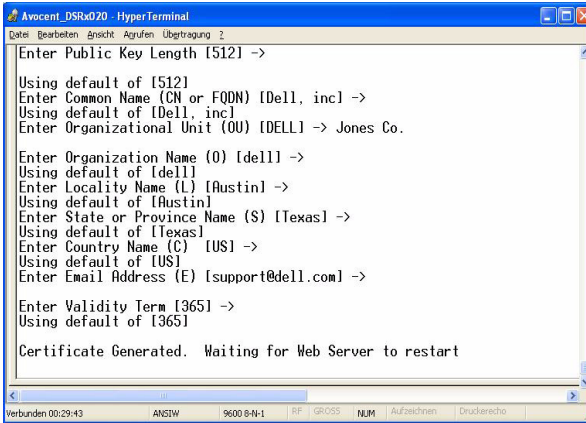 Avocent_DSRx020 - HyperTerminal
Datei Bearbeiten Ansicht Anrufen Übertragung ?
Enter Public Key Length [512] ->
Using default of [512]
Enter Common Name (CN or FQDN) [Dell, inc] ->
Using default of [Dell, inc]
Enter Organizational Unit (OU) [DELL] -> Jones Co.
Enter Organization Name (O) [dell] ->
Using default of [dell]
Enter Locality Name (L) [Austin] ->
Using default of [Austin]
Enter State or Province Name (S) [Texas] ->
Using default of [Texas]
Enter Country Name (C)  [US] ->
Using default of [US]
Enter Email Address (E) [support@dell.com] ->
Enter Validity Term [365] ->
Using default of [365]
Certificate Generated.  Waiting for Web Server to restart
Verbunden 00:29:43 ANSIW 9600 8-N-1 RF GROSS NUM Aufzeichnen Druckerecho